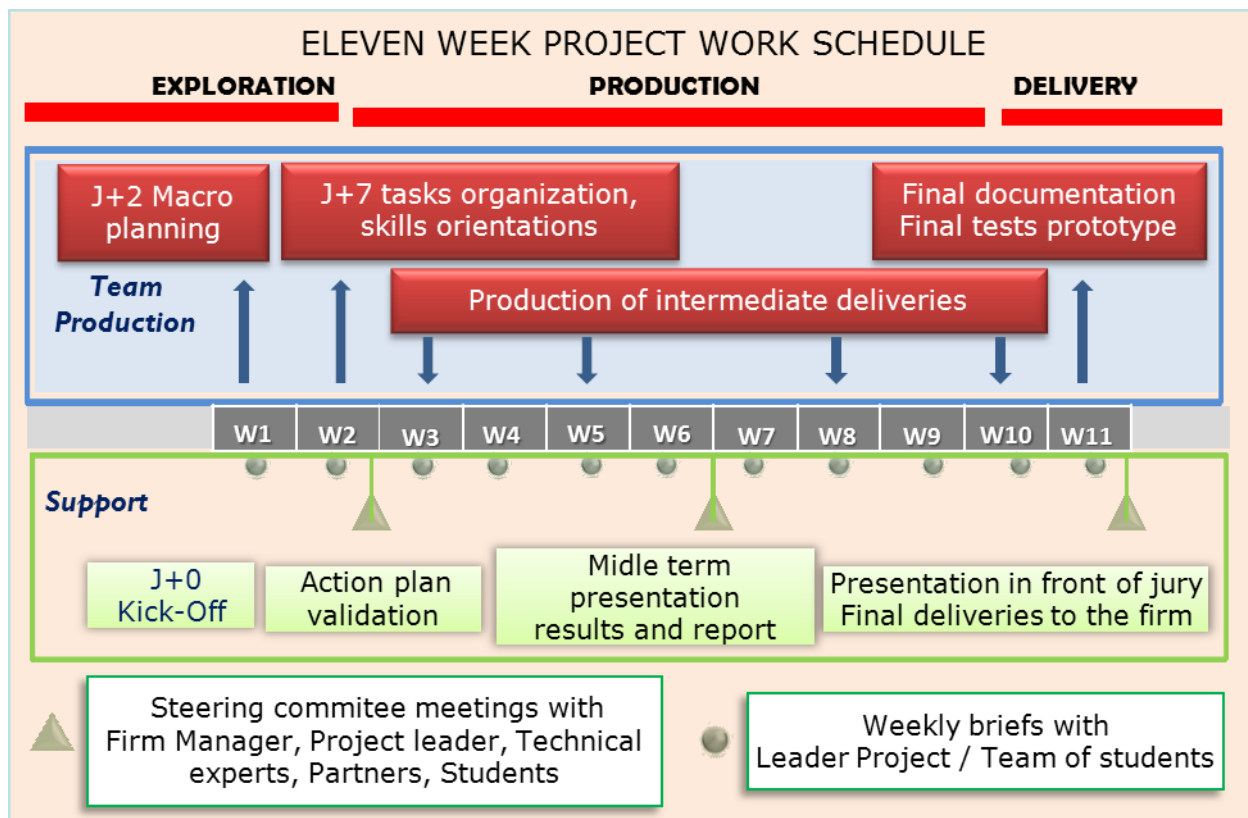 ELEVEN WEEK PROJECT WORK SCHEDULE
EXPLORATION
PRODUCTION
DELIVERY
J+2 Macro
planning
J+7 tasks organization,
skills orientations
Final documentation
Final tests prototype
Team
Production
Production of intermediate deliveries
W1 W2 W3 W4 W5 W6 W7 W8 W9 W10 W11
Support
J+0
Kick-Off
Action plan
validation
Midle term
presentation
results and report
Presentation in front of jury
Final deliveries to the firm
Steering commitee meetings with
Firm Manager, Project leader, Technical
experts, Partners, Students
Weekly briefs with
Leader Project / Team of students